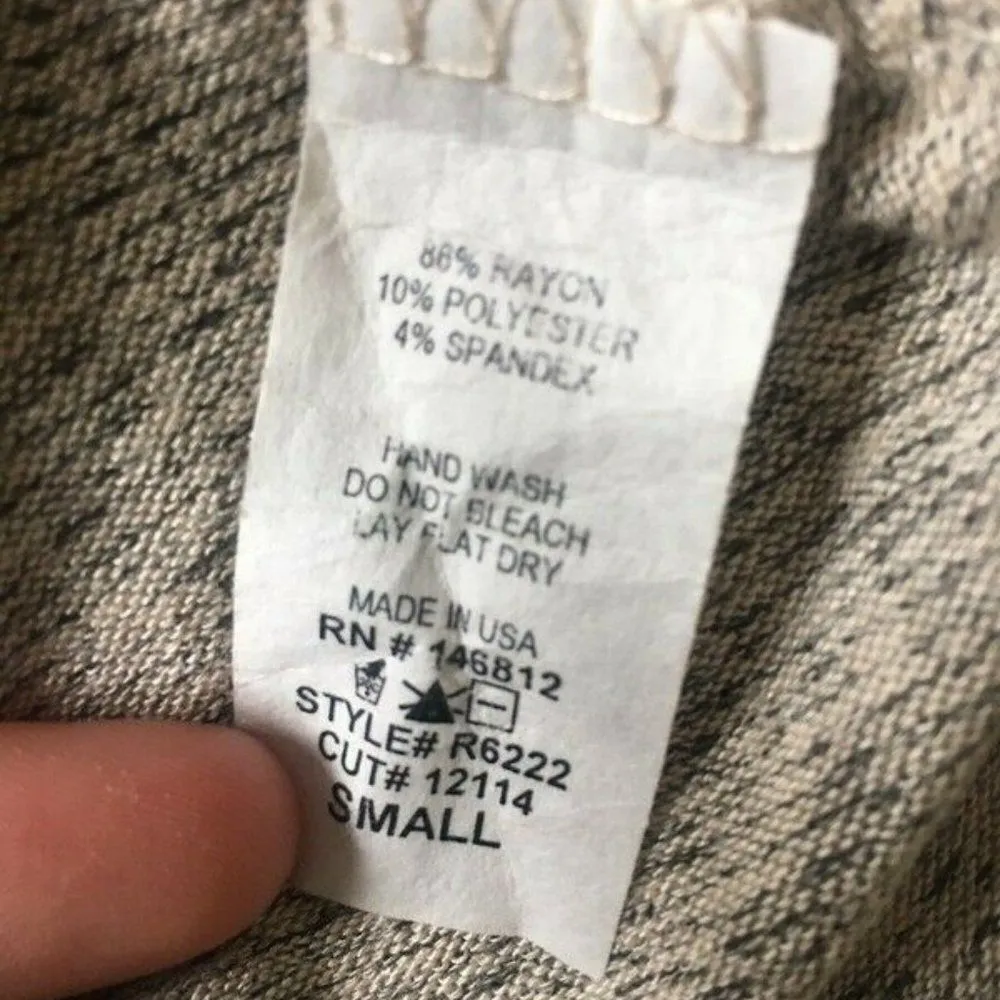 86% RAYON
10% POLYESTER
4% SPANDEX
HAND WASH
DO NOT BLEACH
LAY FLAT DRY
MADE IN USA
RN # 146812
STYLE# R6222
CUT# 12114
SMALL